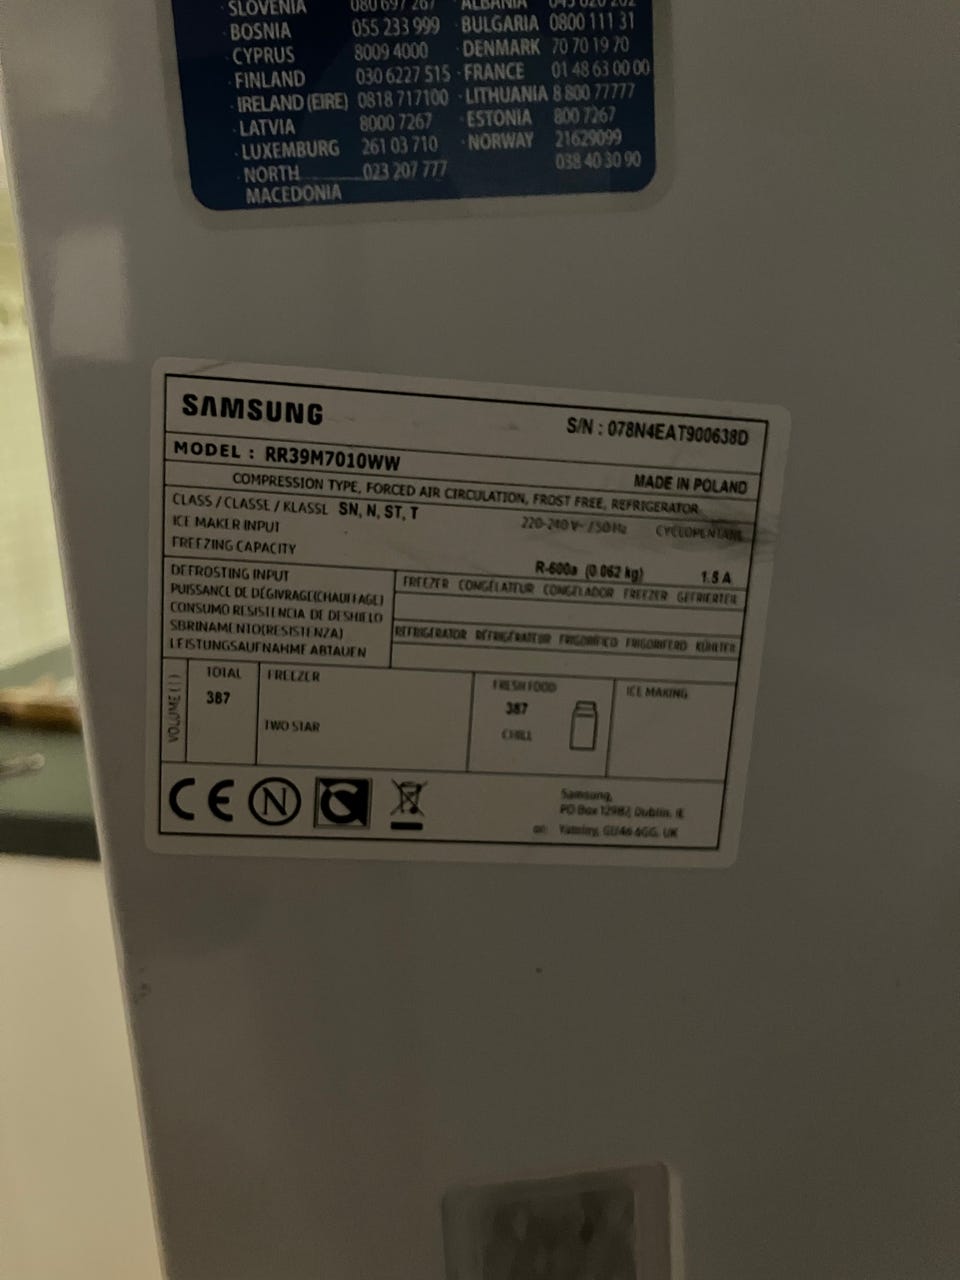 · SLOVENIA 080 697 267 · ALBANIA 045 620 202
· BOSNIA 055 233 999 · BULGARIA 0800 111 31
· CYPRUS 8009 4000 · DENMARK 70 70 19 70
· FINLAND 030 6227 515 · FRANCE 01 48 63 00 00
· IRELAND (EIRE) 0818 717100 · LITHUANIA 8 800 77777
· LATVIA 8000 7267 · ESTONIA 800 7267
· LUXEMBURG 261 03 710 · NORWAY 21629099
· NORTH MACEDONIA 023 207 777 038 40 30 90
SAMSUNG
S/N : 078N4EAT900638D
MODEL : RR39M7010WW
MADE IN POLAND
COMPRESSION TYPE, FORCED AIR CIRCULATION, FROST FREE, REFRIGERATOR
CLASS / CLASSE / KLASSE SN, N, ST, T
220-240 V~ / 50 Hz CYCLOPENTANE
ICE MAKER INPUT
FREEZING CAPACITY
R-600a (0.062 kg) 1.5 A
DEFROSTING INPUT
PUISSANCE DE DÉGIVRAGE(CHAUFFAGE)
CONSUMO RESISTENCIA DE DESHIELO
SBRINAMENTO(RESISTENZA)
LEISTUNGSAUFNAHME ABTAUEN
FREEZER CONGÉLATEUR CONGELADOR FREEZER GEFRIERTEIL
REFRIGERATOR RÉFRIGÉRATEUR FRIGORIFICO FRIGORIFERO KÜHLTEIL
VOLUME ( l )
TOTAL
387
FREEZER
TWO STAR
FRESH FOOD
387
CHILL
ICE MAKING
CE N
Samsung,
PO Box 12987, Dublin. IE
or: Yateley, GU46 6GG. UK